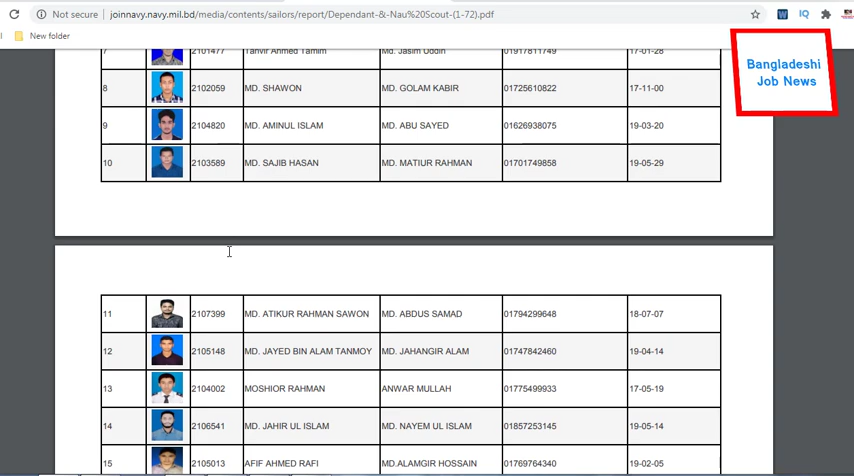 Not secure | joinnavy.navy.mil.bd/media/contents/sailors/report/Dependant-&-Nau%20Scout-(1-72).pdf
New folder
Bangladeshi
Job News
7 2101477 Tanvir Ahmed Tamim Md. Jasim Uddin 01917811749 17-01-28
8 2102059 MD. SHAWON MD. GOLAM KABIR 01725610822 17-11-00
9 2104820 MD. AMINUL ISLAM MD. ABU SAYED 01626938075 19-03-20
10 2103589 MD. SAJIB HASAN MD. MATIUR RAHMAN 01701749858 19-05-29
11 2107399 MD. ATIKUR RAHMAN SAWON MD. ABDUS SAMAD 01794299648 18-07-07
12 2105148 MD. JAYED BIN ALAM TANMOY MD. JAHANGIR ALAM 01747842460 19-04-14
13 2104002 MOSHIOR RAHMAN ANWAR MULLAH 01775499933 17-05-19
14 2106541 MD. JAHIR UL ISLAM MD. NAYEM UL ISLAM 01857253145 19-05-14
15 2105013 AFIF AHMED RAFI MD.ALAMGIR HOSSAIN 01769764340 19-02-05